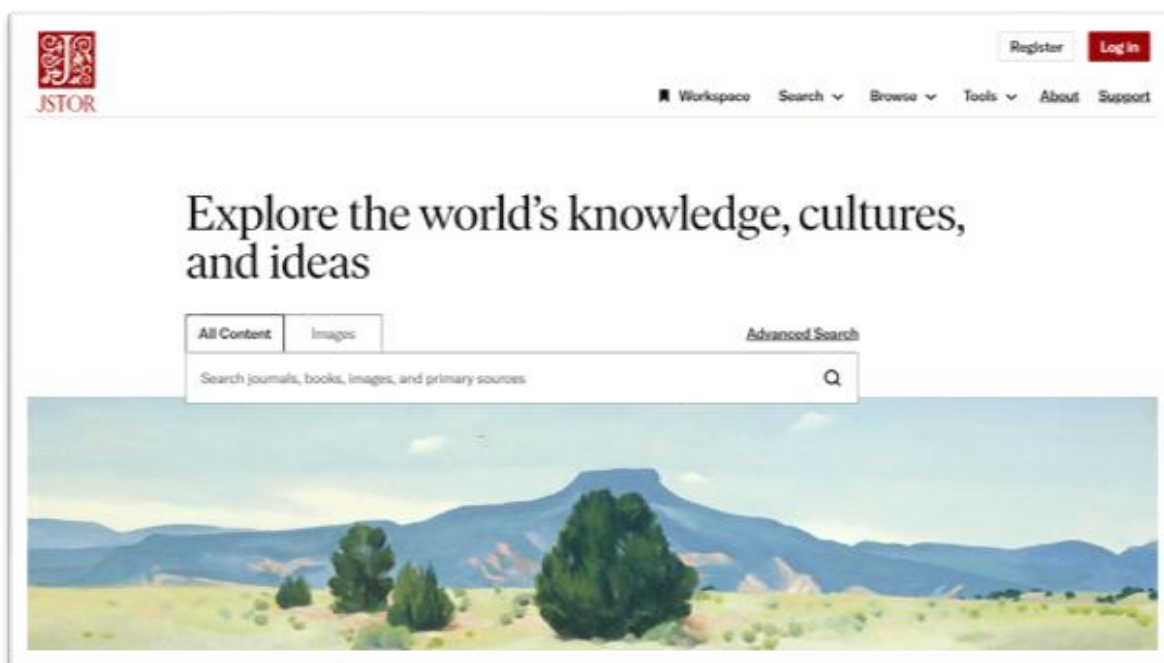 Register
Log in
JSTOR
Workspace Search Browse Tools About Support
Explore the world's knowledge, cultures,
and ideas
All Content Images
Advanced Search
Search journals, books, images, and primary sources